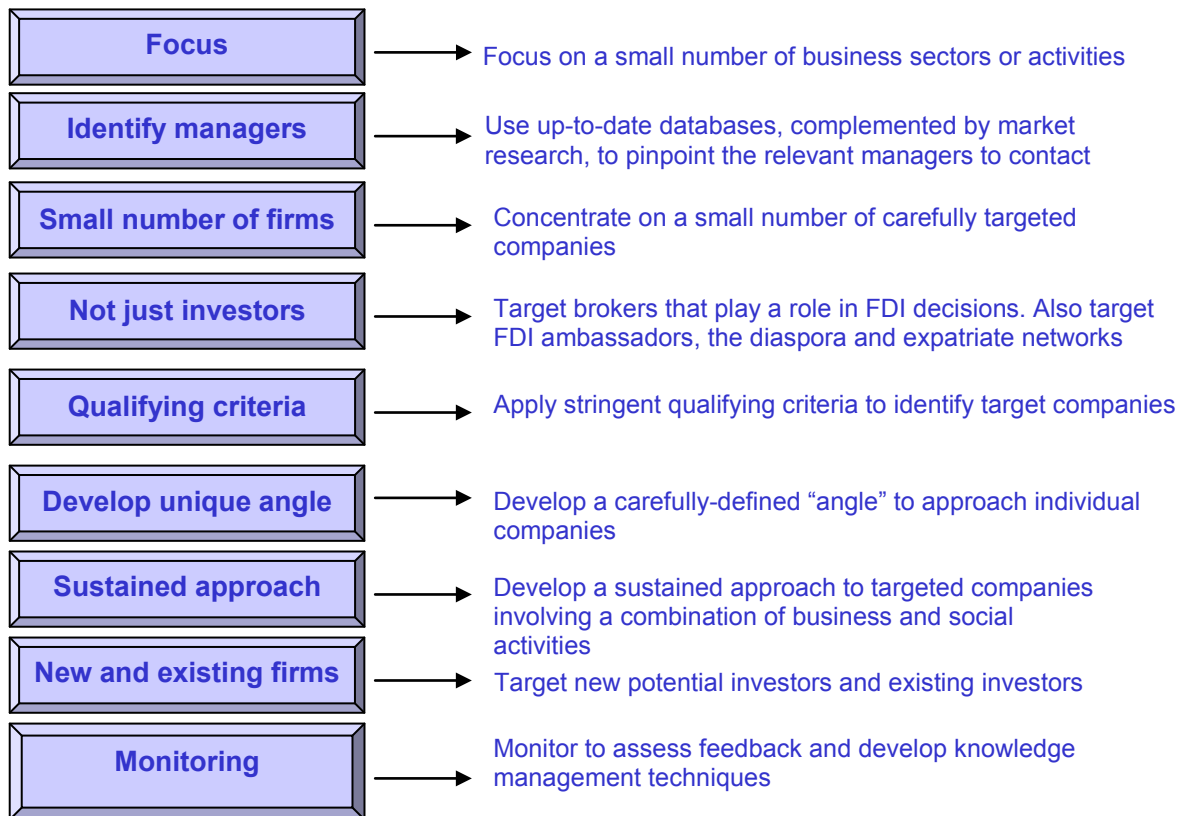 Focus
Focus on a small number of business sectors or activities
Identify managers
Use up-to-date databases, complemented by market
research, to pinpoint the relevant managers to contact
Small number of firms
Concentrate on a small number of carefully targeted
companies
Not just investors
Target brokers that play a role in FDI decisions. Also target
FDI ambassadors, the diaspora and expatriate networks
Qualifying criteria
Apply stringent qualifying criteria to identify target companies
Develop unique angle
Develop a carefully-defined “angle” to approach individual
companies
Sustained approach
Develop a sustained approach to targeted companies
involving a combination of business and social
activities
New and existing firms
Target new potential investors and existing investors
Monitoring
Monitor to assess feedback and develop knowledge
management techniques